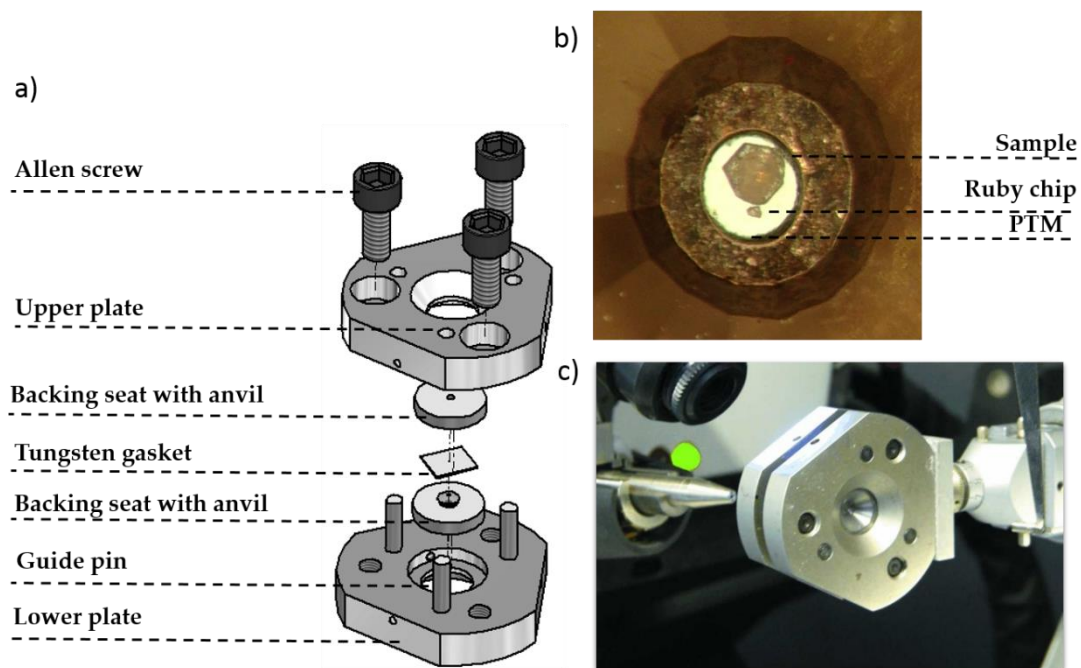 a)
Allen screw
Upper plate
Backing seat with anvil
Tungsten gasket
Backing seat with anvil
Guide pin
Lower plate
b)
Sample
Ruby chip
PTM
c)